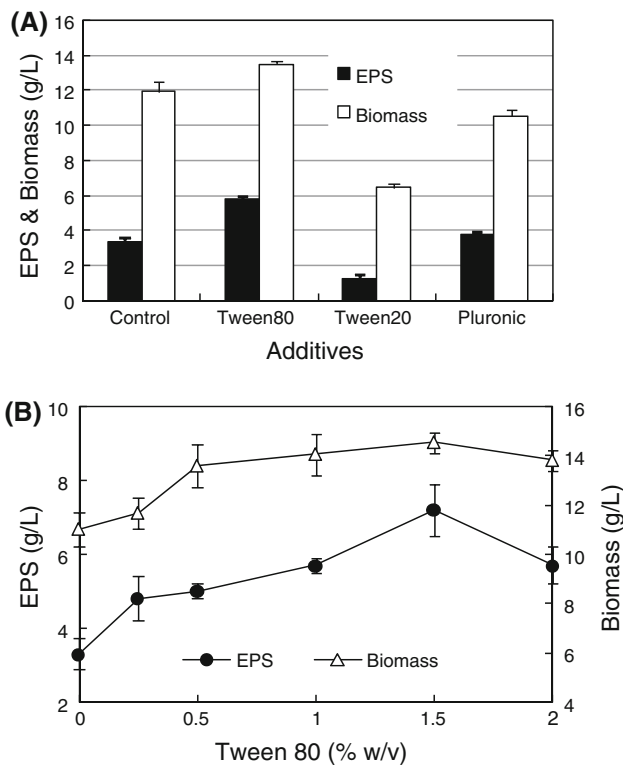 (A)
EPS & Biomass (g/L)
16
14
12
10
8
6
4
2
0
EPS
Biomass
Control Tween80 Tween20 Pluronic
Additives
(B)
EPS (g/L)
10
8
6
4
2
16
14
12
10
8
6
4
Biomass (g/L)
EPS Biomass
0 0.5 1 1.5 2
Tween 80 (% w/v)